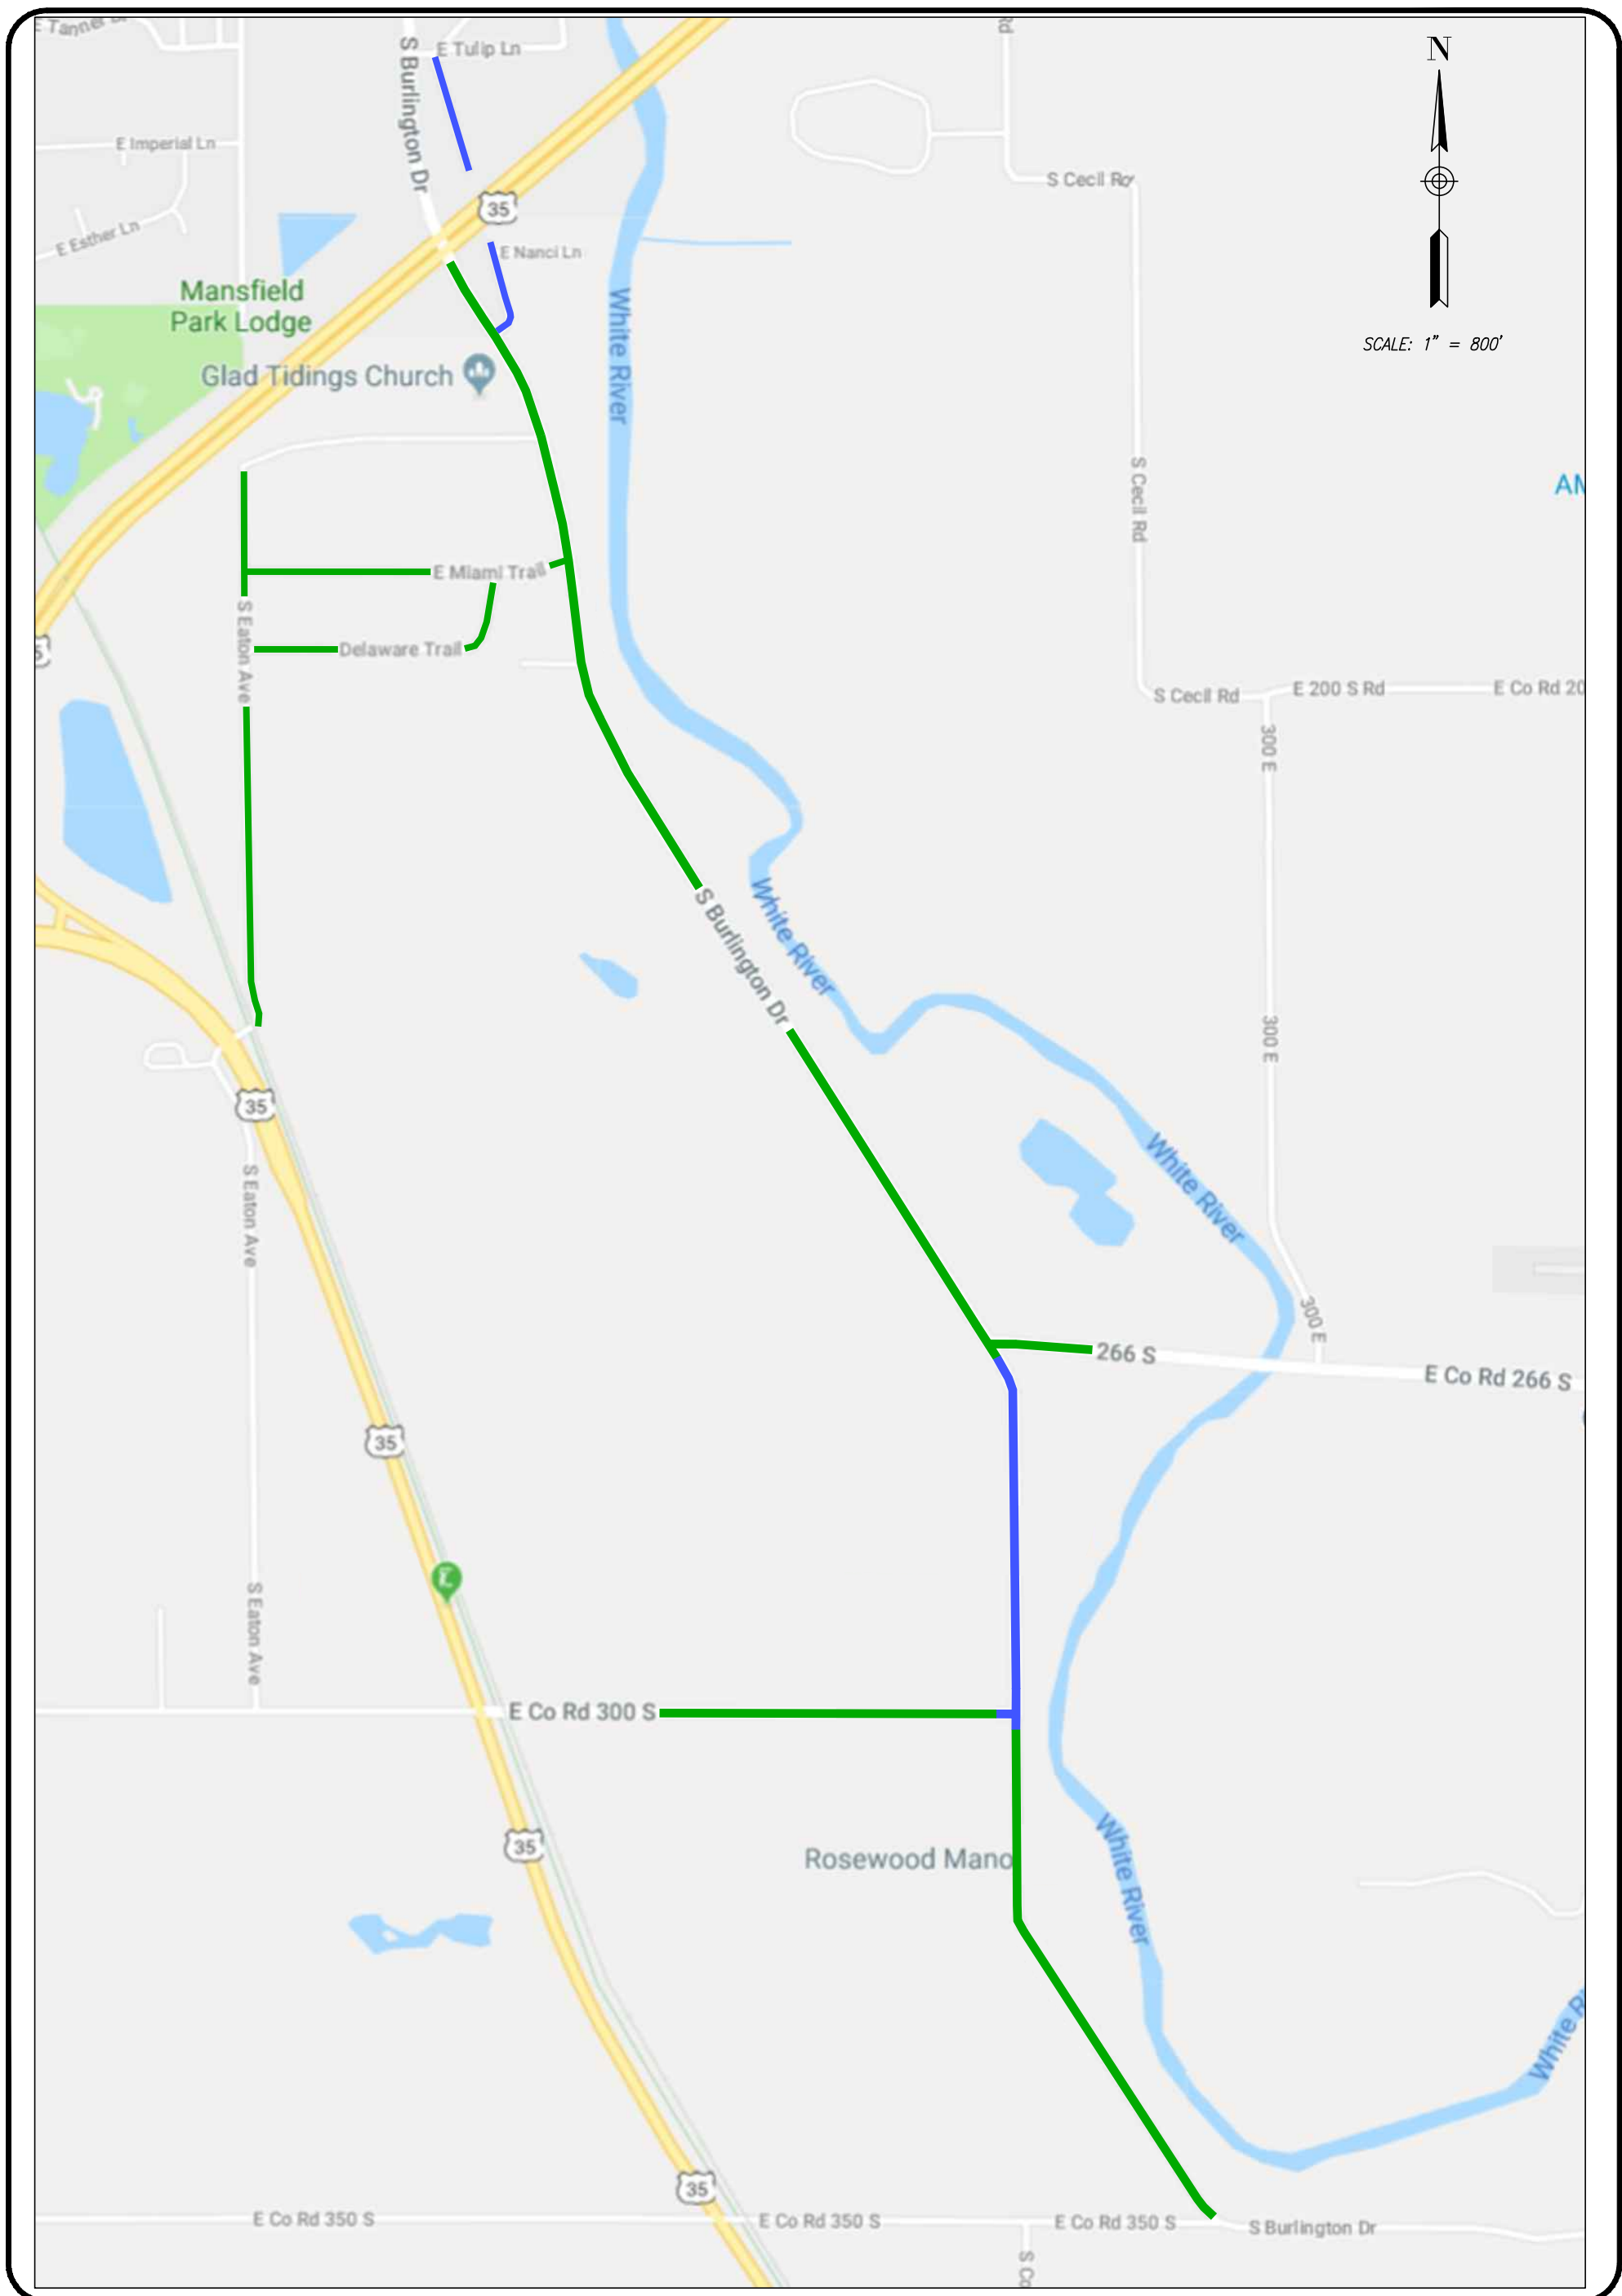 E Tulip Ln
S Burlington Dr
N
E Imperial Ln
S Cecil Rd
35
E Esther Ln
E Nanci Ln
Mansfield
Park Lodge
SCALE: 1" = 800'
White River
Glad Tidings Church
S Cecil Rd
E Miami Trail
S Eaton Ave
Delaware Trail
S Cecil Rd
E 200 S Rd
E Co Rd 20
300 E
S Burlington Dr
White River
300 E
35
White River
S Eaton Ave
300 E
266 S
E Co Rd 266 S
35
S Eaton Ave
E Co Rd 300 S
35
Rosewood Mano
White River
White Ri
35
E Co Rd 350 S
E Co Rd 350 S
E Co Rd 350 S
S Burlington Dr
S Co